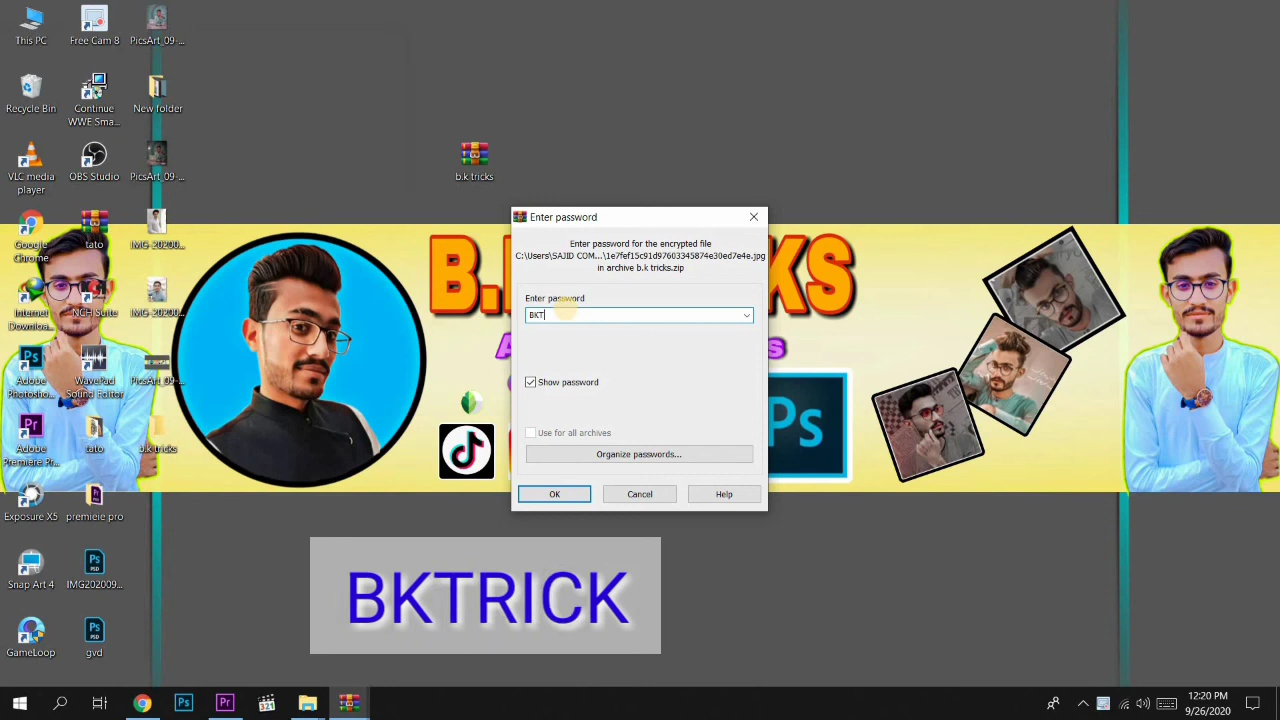 This PC
Free Cam 8
PicsArt_09-...
Recycle Bin
Continue
WWE Sma...
New folder
VLC media
player
OBS Studio
PicsArt_09-...
b.k tricks
Google
Chrome
tato
IMG-20200...
Internet
Downloa...
NCH Suite
IMG-20200...
Adobe
Photosho...
WavePad
Sound Editor
PicsArt_09-...
Adobe
Premiere Pr...
tato
b.k tricks
Exposure X5
premeie pro
Snap Art 4
IMG202009...
GameLoop
gvd
Enter password
Enter password for the encrypted file
C:\Users\SAJID COM...\1e7fef15c91d97603345874e30ed7e4e.jpg
in archive b.k tricks.zip
Enter password
BKT
Show password
Use for all archives
Organize passwords...
OK
Cancel
Help
Ps
BKTRICK
12:20 PM
9/26/2020